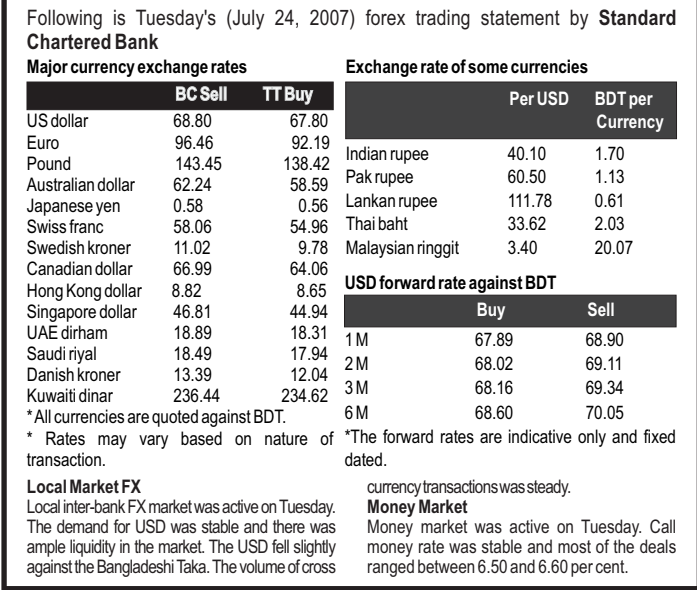 Following is Tuesday's (July 24, 2007) forex trading statement by Standard
Chartered Bank
Major currency exchange rates
BC Sell TT Buy
US dollar 68.80 67.80
Euro 96.46 92.19
Pound 143.45 138.42
Australian dollar 62.24 58.59
Japanese yen 0.58 0.56
Swiss franc 58.06 54.96
Swedish kroner 11.02 9.78
Canadian dollar 66.99 64.06
Hong Kong dollar 8.82 8.65
Singapore dollar 46.81 44.94
UAE dirham 18.89 18.31
Saudi riyal 18.49 17.94
Danish kroner 13.39 12.04
Kuwaiti dinar 236.44 234.62
* All currencies are quoted against BDT.
* Rates may vary based on nature of
transaction.
Exchange rate of some currencies
Per USD BDT per
Currency
Indian rupee 40.10 1.70
Pak rupee 60.50 1.13
Lankan rupee 111.78 0.61
Thai baht 33.62 2.03
Malaysian ringgit 3.40 20.07
USD forward rate against BDT
Buy Sell
1 M 67.89 68.90
2 M 68.02 69.11
3 M 68.16 69.34
6 M 68.60 70.05
*The forward rates are indicative only and fixed
dated.
Local Market FX
Local inter-bank FX market was active on Tuesday.
The demand for USD was stable and there was
ample liquidity in the market. The USD fell slightly
against the Bangladeshi Taka. The volume of cross
currency transactions was steady.
Money Market
Money market was active on Tuesday. Call
money rate was stable and most of the deals
ranged between 6.50 and 6.60 per cent.